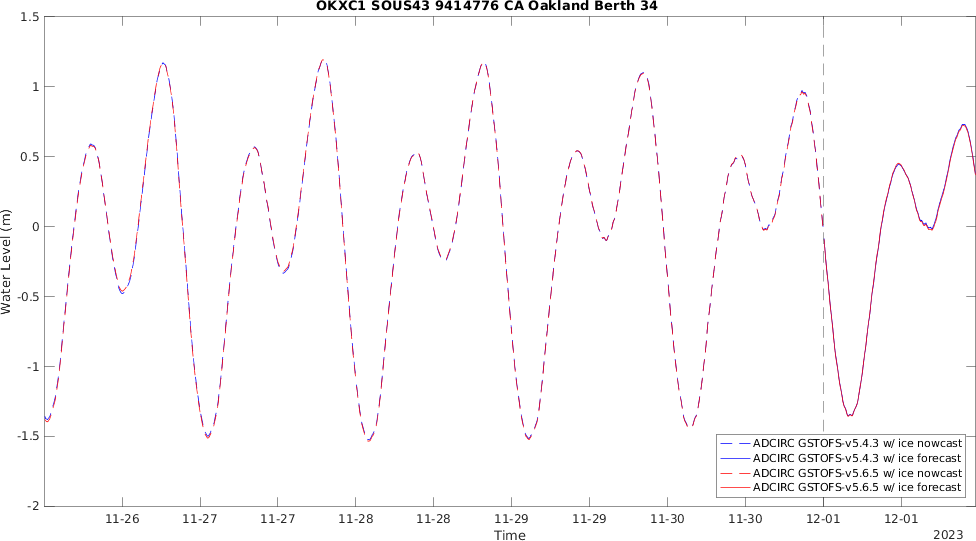 OKXC1 SOUS43 9414776 CA Oakland Berth 34
1.5
1
0.5
0
-0.5
-1
-1.5
-2
Water Level (m)
11-26
11-27
11-27
11-28
11-28
11-29
11-29
11-30
11-30
12-01
12-01
Time
2023
ADCIRC GSTOFS-v5.4.3 w/ ice nowcast
ADCIRC GSTOFS-v5.4.3 w/ ice forecast
ADCIRC GSTOFS-v5.6.5 w/ ice nowcast
ADCIRC GSTOFS-v5.6.5 w/ ice forecast